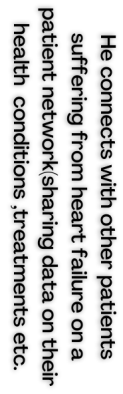 He connects with other patients
suffering from heart failure on a
patient network(sharing data on their
health conditions ,treatments etc.